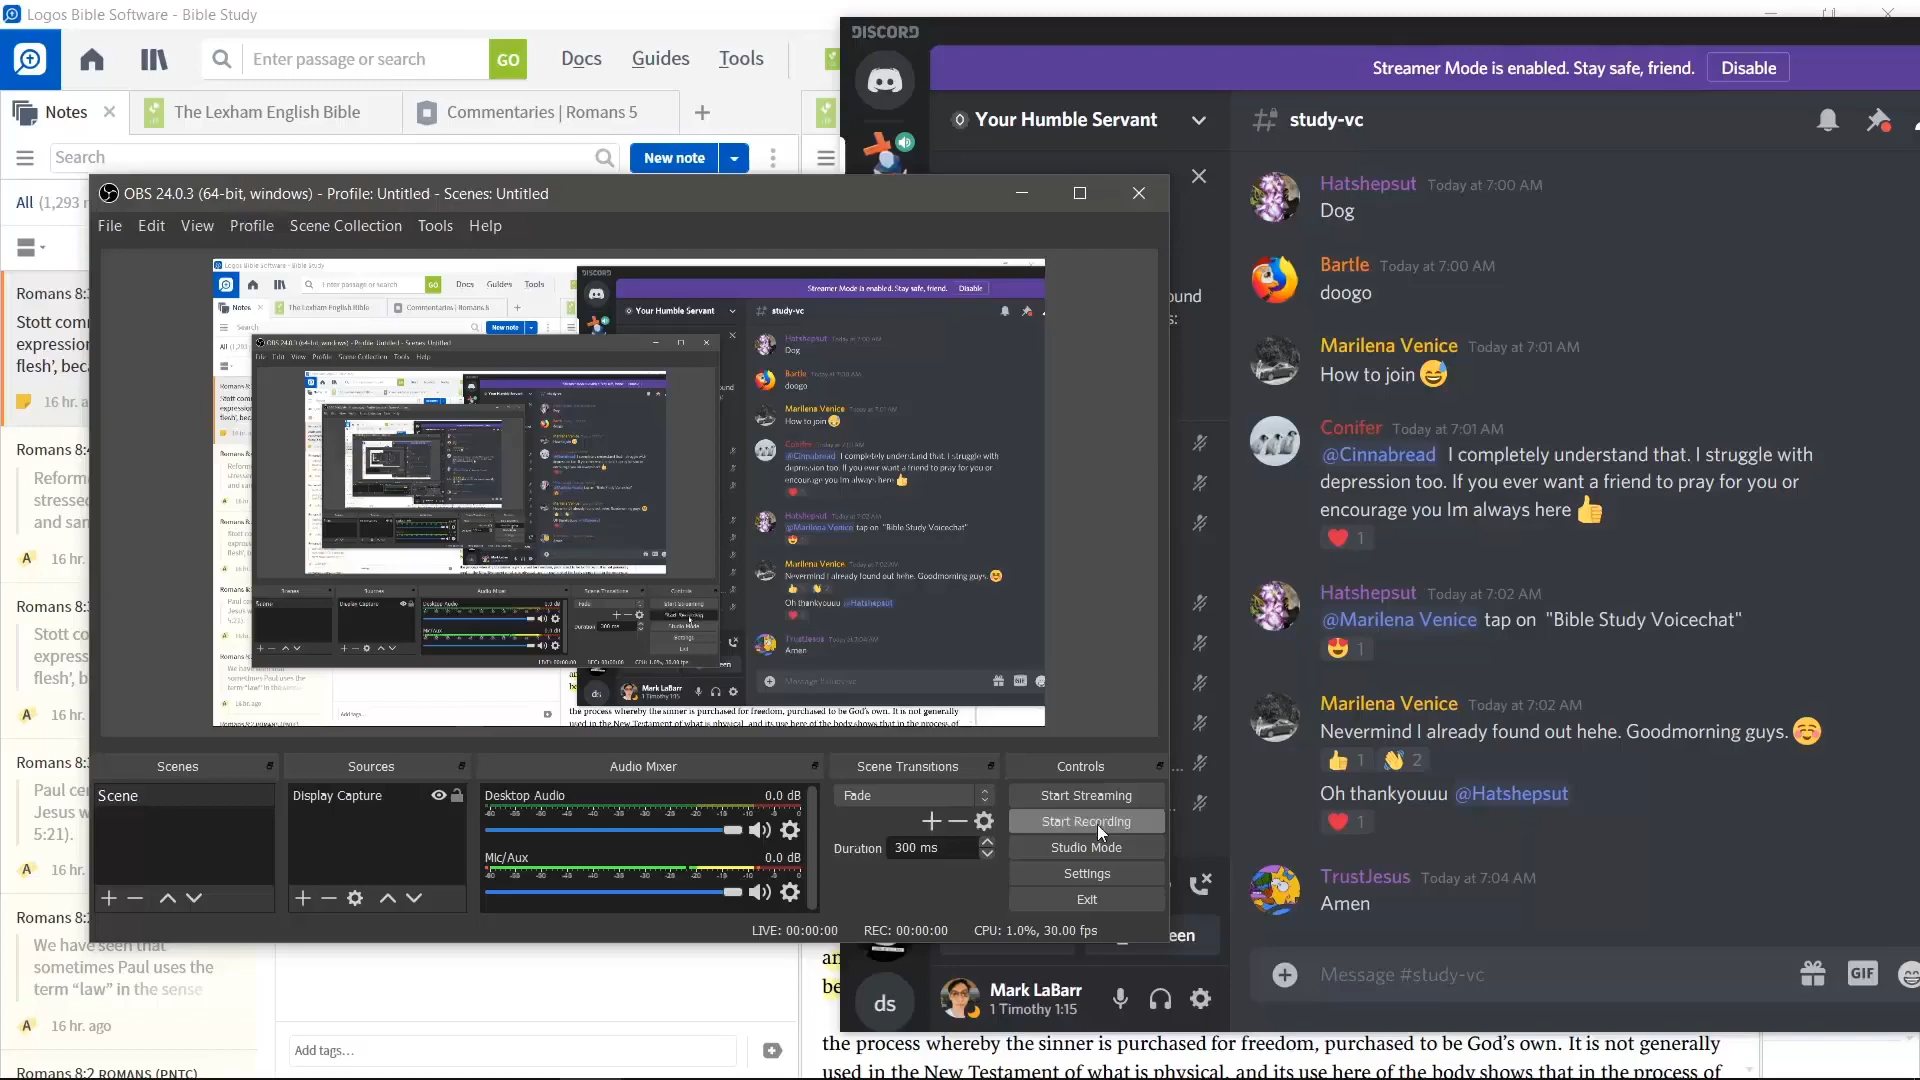 Logos Bible Software - Bible Study
Enter passage or search
GO
Docs
Guides
Tools
Notes
The Lexham English Bible
Commentaries | Romans 5
Search
New note
All (1,293
Romans 8:
Stott com
expression
flesh', bec
16 hr. a
Romans 8:
Reform
stressed
and san
16 hr.
Romans 8:
Stott co
express
flesh', b
16 hr.
Romans 8:
Paul ce
Jesus w
5:21).
16 hr.
Romans 8:
We have seen that
sometimes Paul uses the
term "law" in the sense
16 hr. ago
Romans 8:2 ROMANS (PNTC)
Add tags...
OBS 24.0.3 (64-bit, windows) - Profile: Untitled - Scenes: Untitled
File
Edit
View
Profile
Scene Collection
Tools
Help
Scenes
Sources
Audio Mixer
Scene Transitions
Controls
Scene
Display Capture
Desktop Audio
0.0 dB
Mic/Aux
0.0 dB
Fade
Duration
300 ms
Start Streaming
Start Recording
Studio Mode
Settings
Exit
LIVE: 00:00:00
REC: 00:00:00
CPU: 1.0%, 30.00 fps
DISCORD
Streamer Mode is enabled. Stay safe, friend.
Disable
Your Humble Servant
study-vc
Hatshepsut Today at 7:00 AM
Dog
Bartle Today at 7:00 AM
doogo
Marilena Venice Today at 7:01 AM
How to join 😅
Conifer Today at 7:01 AM
@Cinnabread I completely understand that. I struggle with
depression too. If you ever want a friend to pray for you or
encourage you Im always here 👍
❤️ 1
Hatshepsut Today at 7:02 AM
@Marilena Venice tap on "Bible Study Voicechat"
😍 1
Marilena Venice Today at 7:02 AM
Nevermind I already found out hehe. Goodmorning guys. ☺️
👍 1 👋 2
Oh thankyouuu @Hatshepsut
❤️ 1
TrustJesus Today at 7:04 AM
Amen
Message #study-vc
GIF
ds
Mark LaBarr
1 Timothy 1:15
the process whereby the sinner is purchased for freedom, purchased to be God's own. It is not generally
used in the New Testament of what is physical, and its use here of the body shows that in the process of